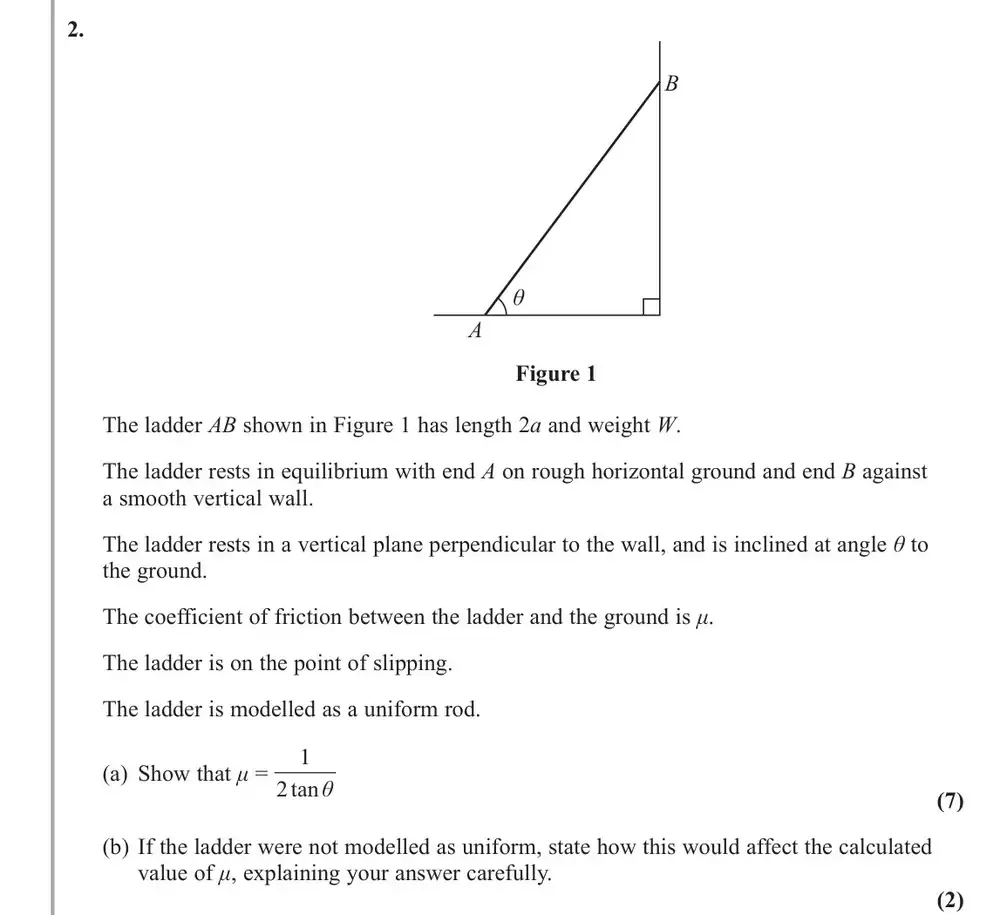 2.
B
θ
A
Figure 1
The ladder AB shown in Figure 1 has length 2a and weight W.
The ladder rests in equilibrium with end A on rough horizontal ground and end B against
a smooth vertical wall.
The ladder rests in a vertical plane perpendicular to the wall, and is inclined at angle θ to
the ground.
The coefficient of friction between the ladder and the ground is μ.
The ladder is on the point of slipping.
The ladder is modelled as a uniform rod.
(a) Show that μ = 1 / (2 tan θ)
(7)
(b) If the ladder were not modelled as uniform, state how this would affect the calculated
value of μ, explaining your answer carefully.
(2)